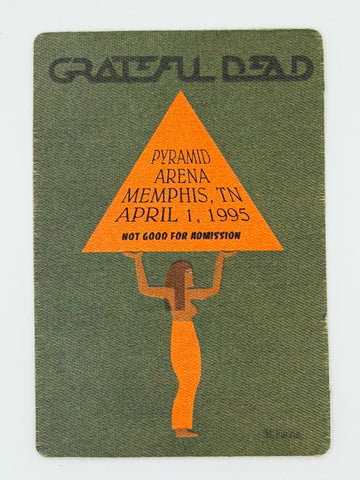 GRATEFUL DEAD
PYRAMID
ARENA
MEMPHIS, TN
APRIL 1, 1995
NOT GOOD FOR ADMISSION